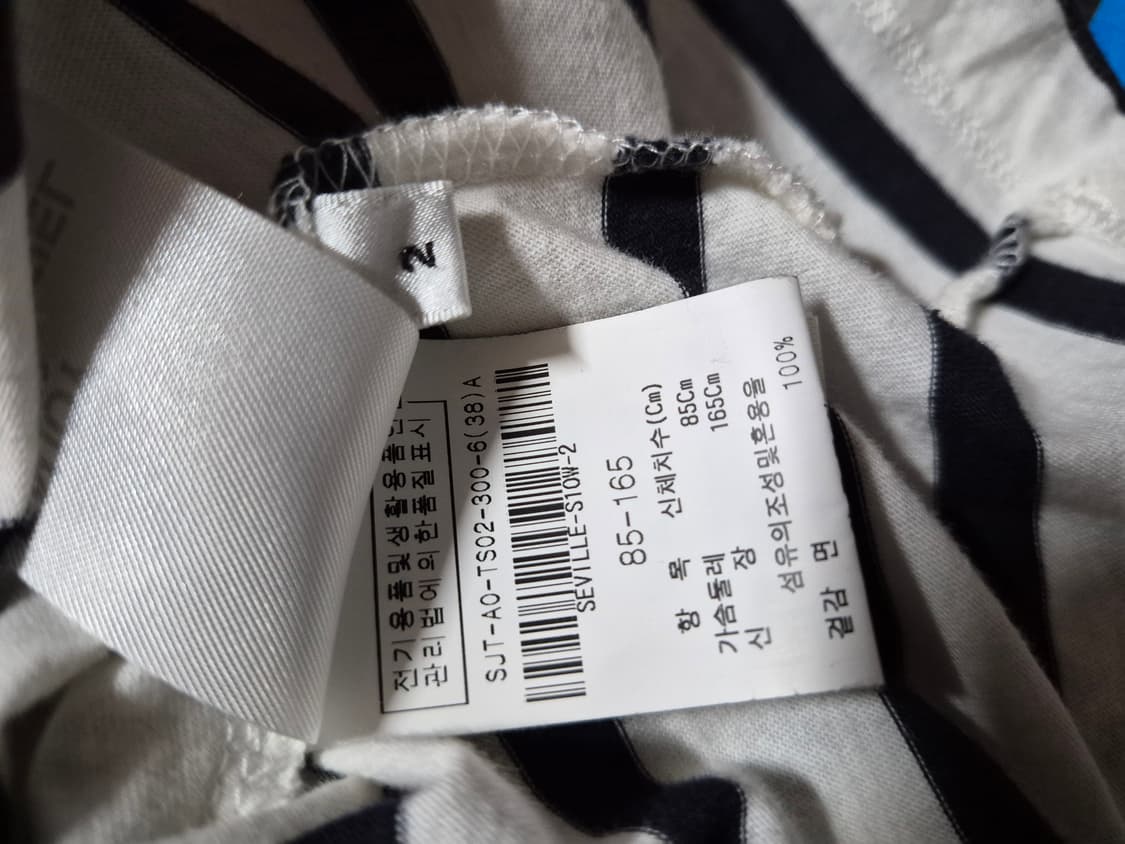 2
전기용품및생활용품안
관리법에의한품질표시
SJT-A0-TS02-300-6(38)A
SEVILLE-S10W-2
85-165
항 목 신체치수(Cm)
가슴둘레 85Cm
신 장 165Cm
섬유의조성및혼용율
겉감 면 100%